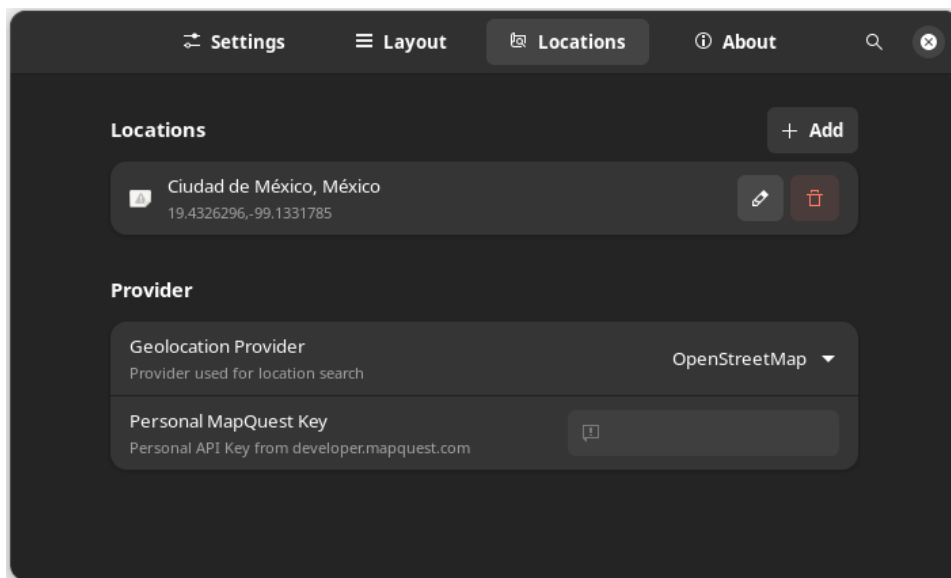 Settings
Layout
Locations
About
Locations
Add
Ciudad de México, México
19.4326296,-99.1331785
Provider
Geolocation Provider
Provider used for location search
OpenStreetMap
Personal MapQuest Key
Personal API Key from developer.mapquest.com